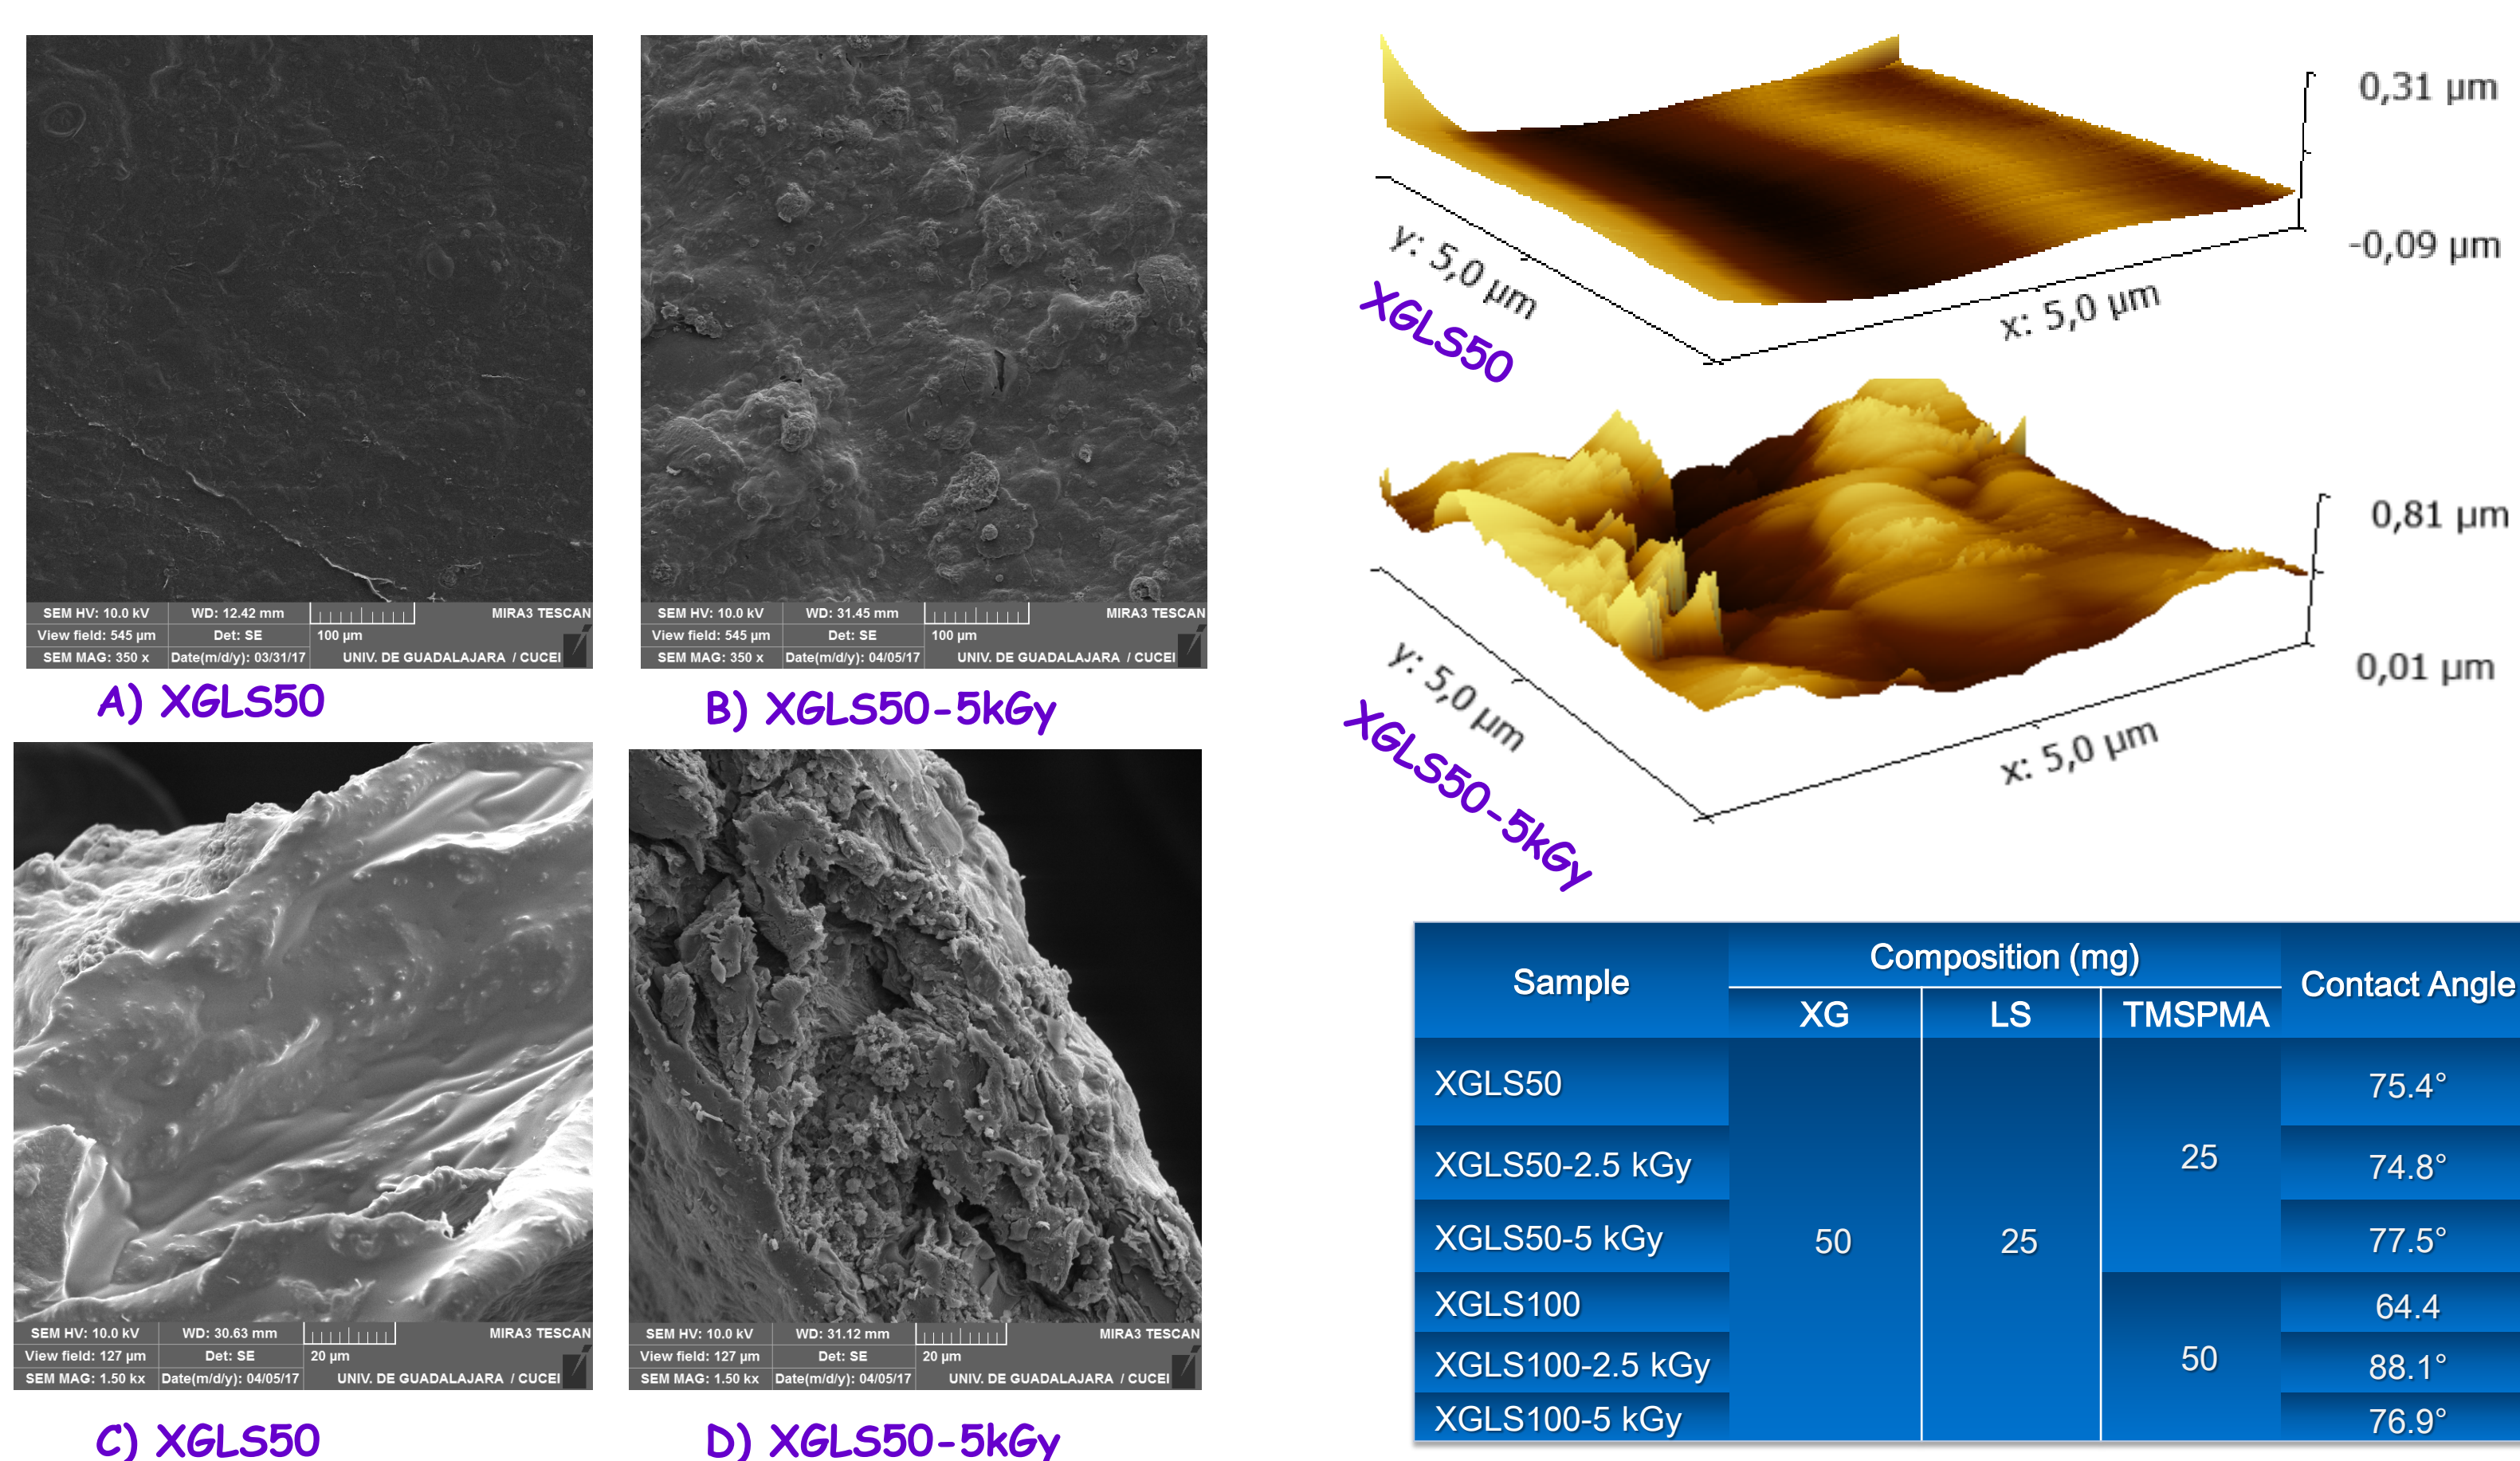 SEM HV: 10.0 kV WD: 12.42 mm MIRA3 TESCAN
View field: 545 µm Det: SE 100 µm
SEM MAG: 350 x Date(m/d/y): 03/31/17 UNIV. DE GUADALAJARA / CUCEI
A) XGLS50
SEM HV: 10.0 kV WD: 31.45 mm MIRA3 TESCAN
View field: 545 µm Det: SE 100 µm
SEM MAG: 350 x Date(m/d/y): 04/05/17 UNIV. DE GUADALAJARA / CUCEI
B) XGLS50-5kGy
SEM HV: 10.0 kV WD: 30.63 mm MIRA3 TESCAN
View field: 127 µm Det: SE 20 µm
SEM MAG: 1.50 kx Date(m/d/y): 04/05/17 UNIV. DE GUADALAJARA / CUCEI
C) XGLS50
SEM HV: 10.0 kV WD: 31.12 mm MIRA3 TESCAN
View field: 127 µm Det: SE 20 µm
SEM MAG: 1.50 kx Date(m/d/y): 04/05/17 UNIV. DE GUADALAJARA / CUCEI
D) XGLS50-5kGy
0,31 µm
-0,09 µm
y: 5,0 µm
x: 5,0 µm
XGLS50
0,81 µm
0,01 µm
y: 5,0 µm
x: 5,0 µm
XGLS50-5kGy
Sample Composition (mg) Contact Angle
XG LS TMSPMA
XGLS50 75.4°
25
XGLS50-2.5 kGy 74.8°
XGLS50-5 kGy 50 25 77.5°
XGLS100 64.4
50
XGLS100-2.5 kGy 88.1°
XGLS100-5 kGy 76.9°